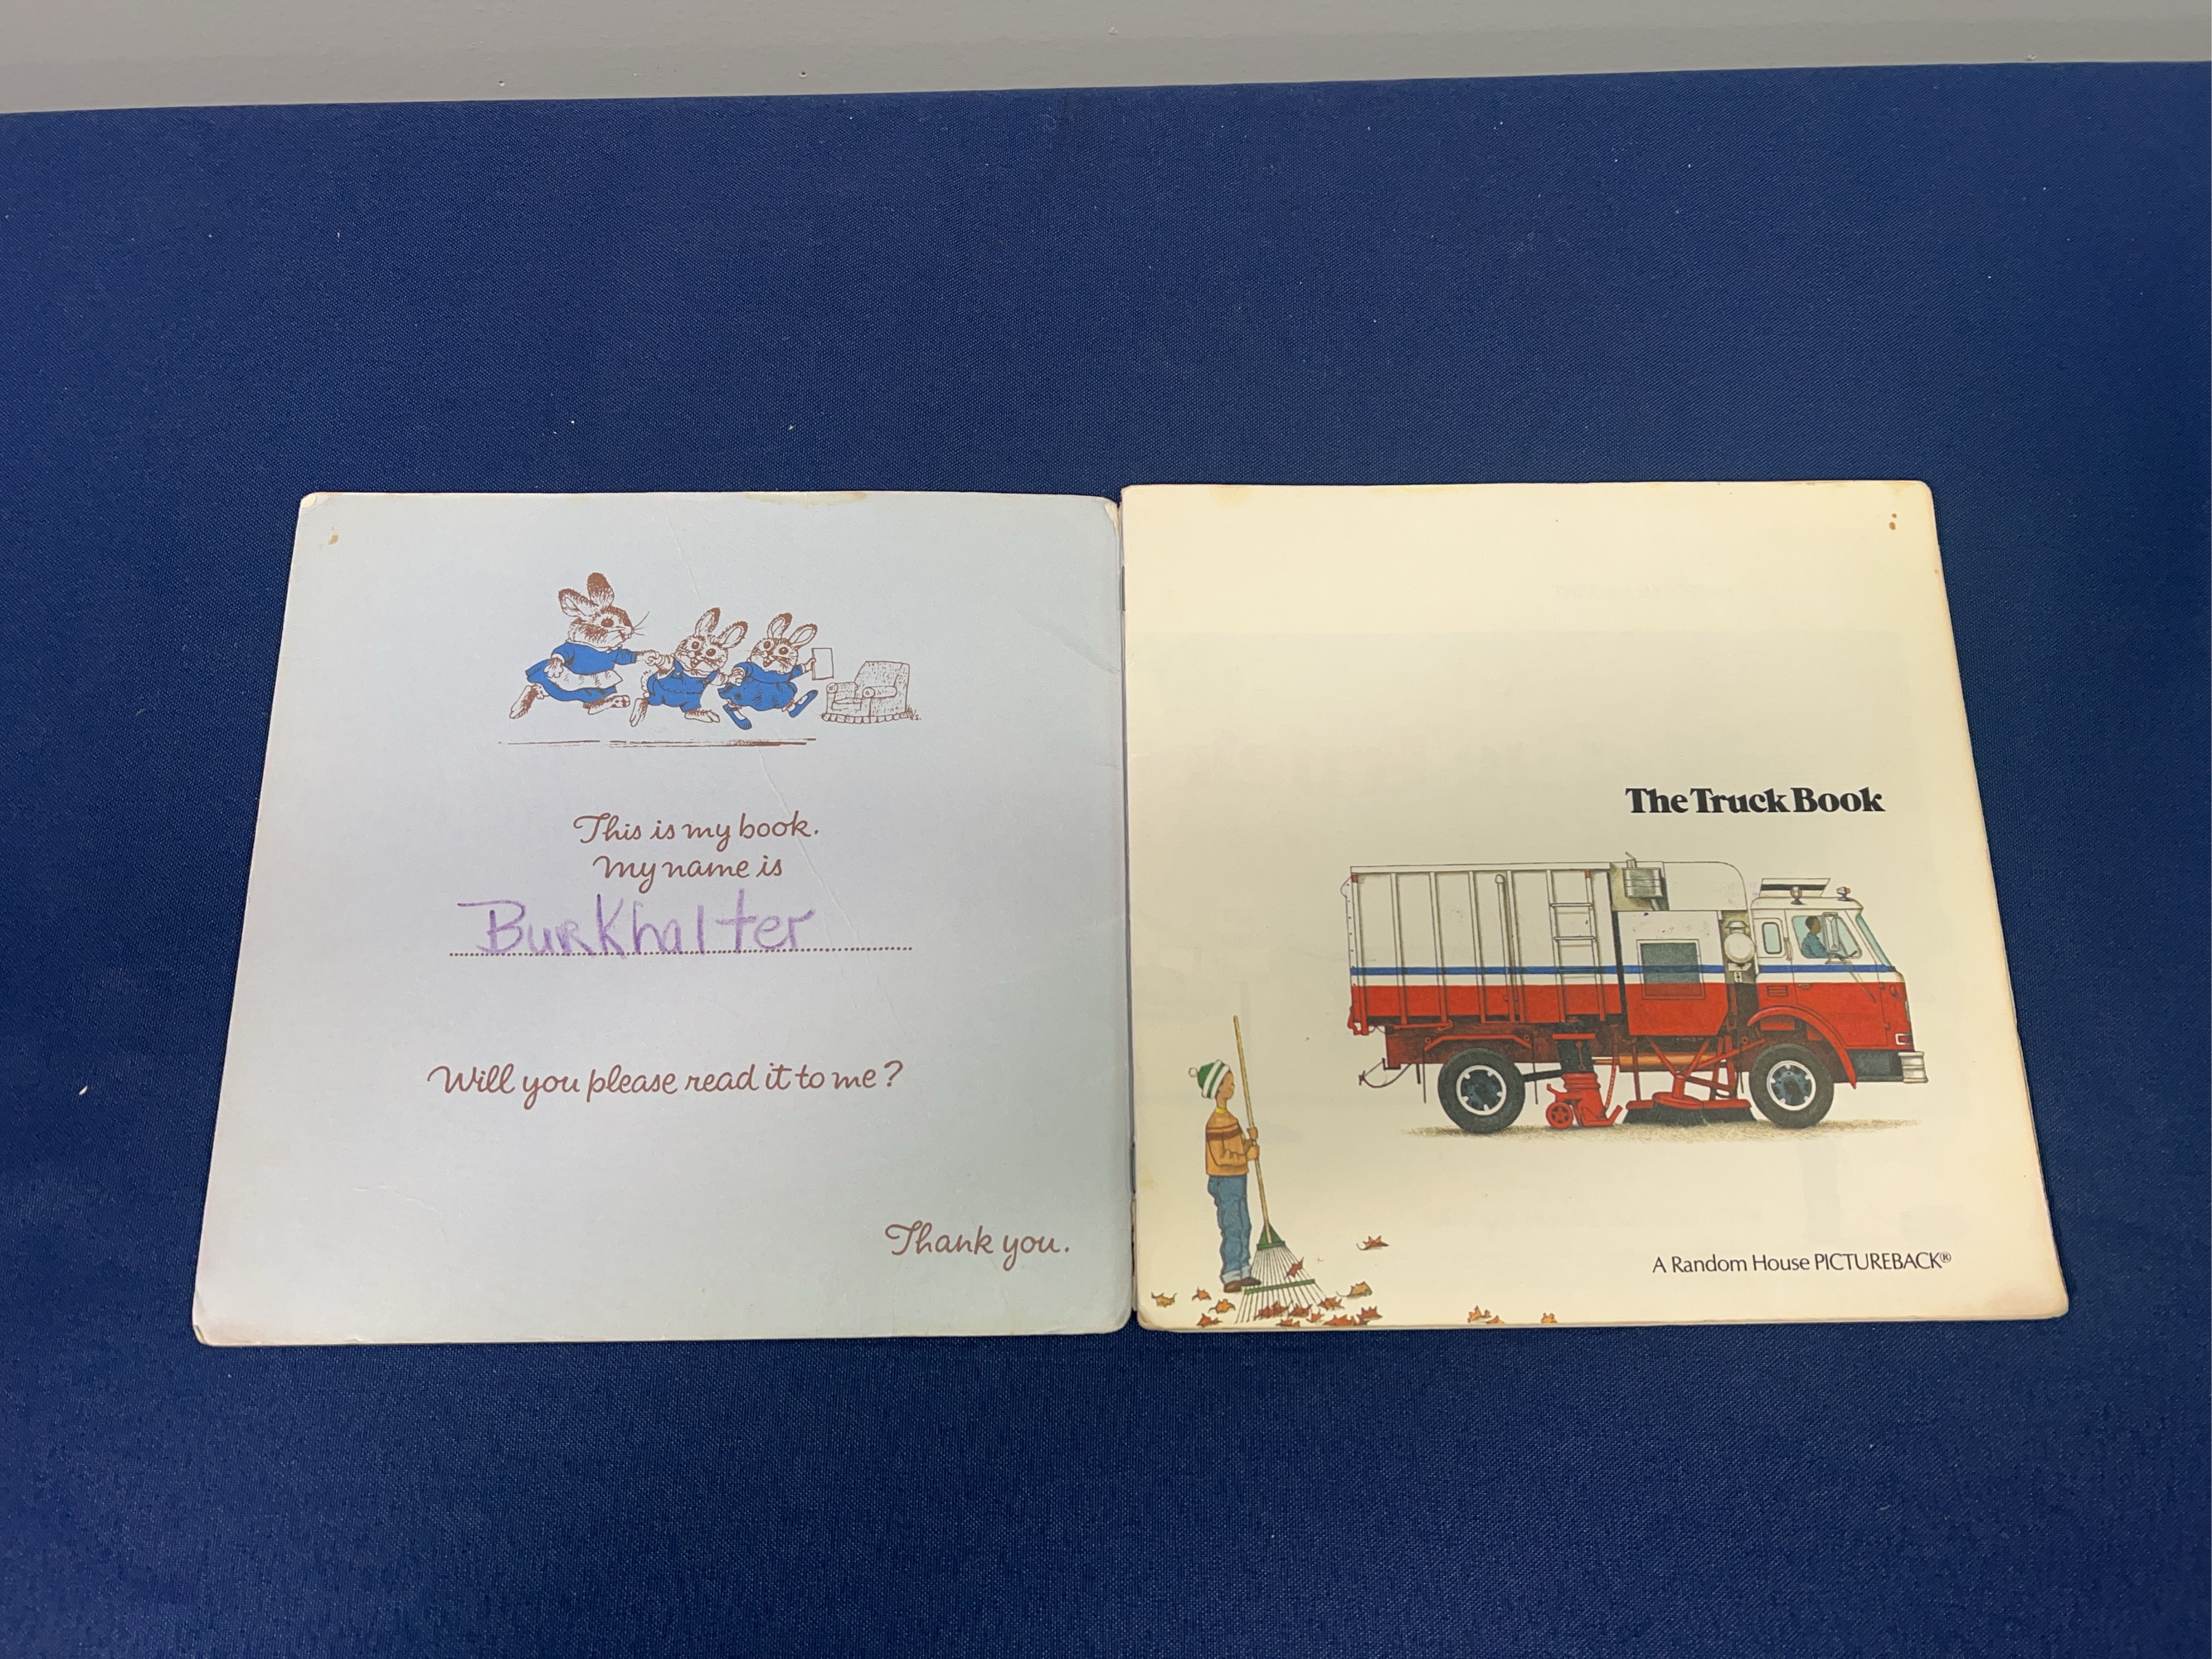 This is my book.
My name is
Burkhalter
Will you please read it to me?
Thank you.
The Truck Book
A Random House PICTUREBACK®